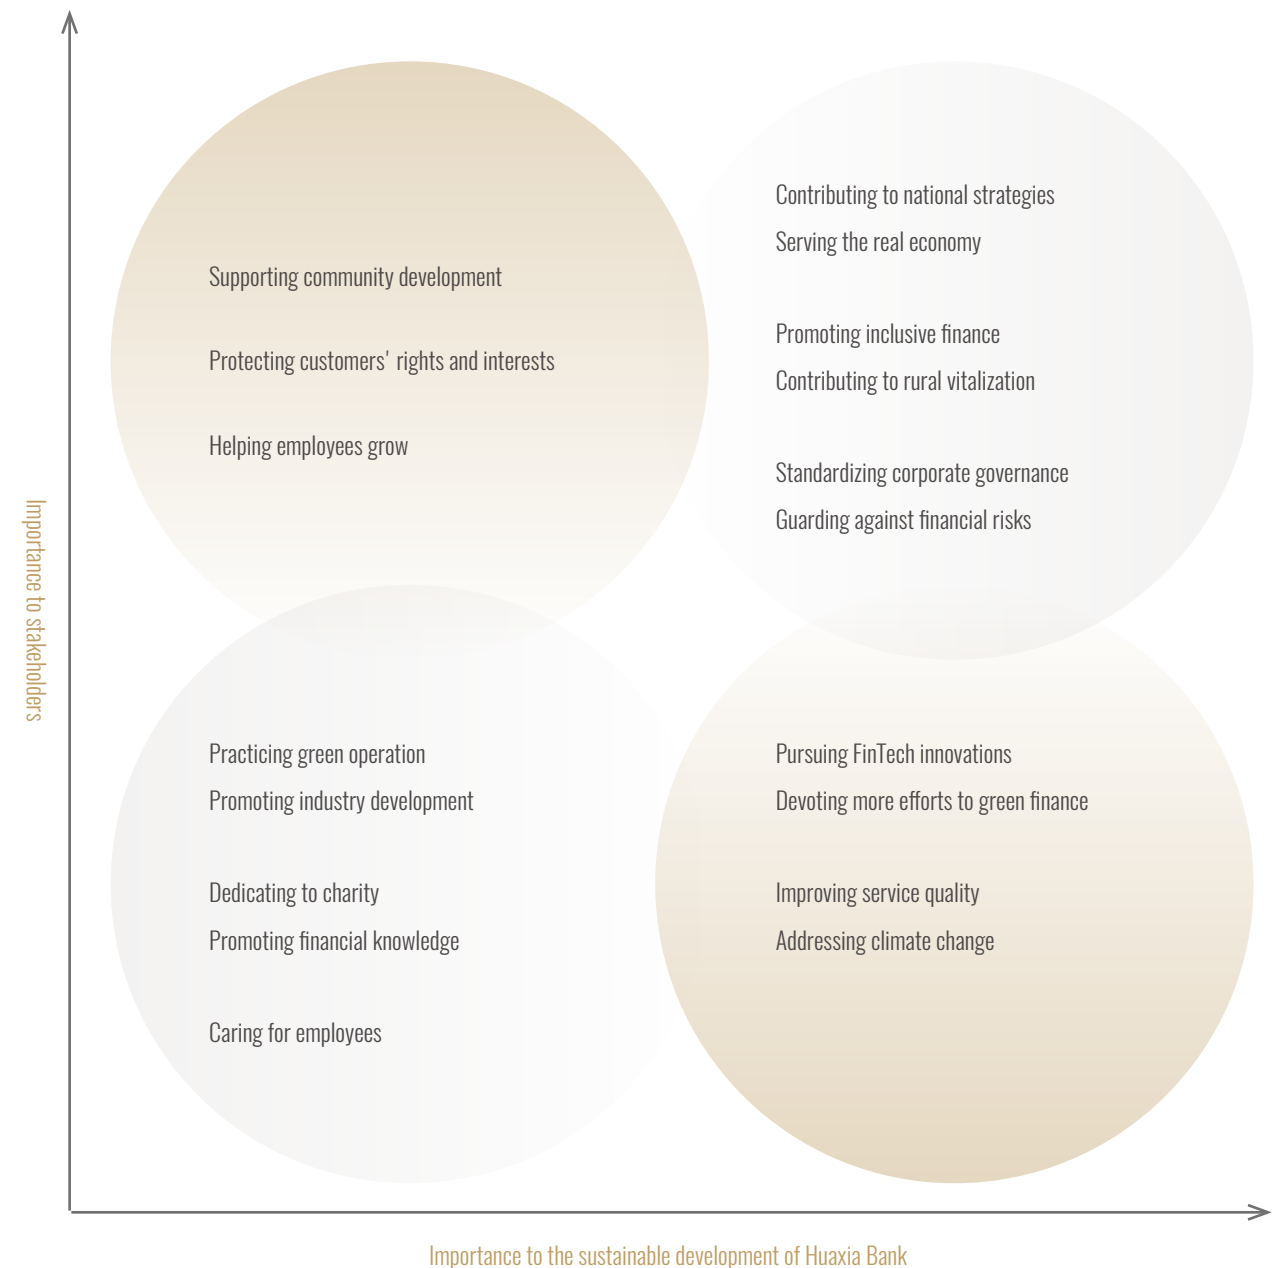 Supporting community development
Protecting customers' rights and interests
Helping employees grow
Contributing to national strategies
Serving the real economy
Promoting inclusive finance
Contributing to rural vitalization
Standardizing corporate governance
Guarding against financial risks
Importance to stakeholders
Practicing green operation
Promoting industry development
Dedicating to charity
Promoting financial knowledge
Caring for employees
Pursuing FinTech innovations
Devoting more efforts to green finance
Improving service quality
Addressing climate change
Importance to the sustainable development of Huaxia Bank